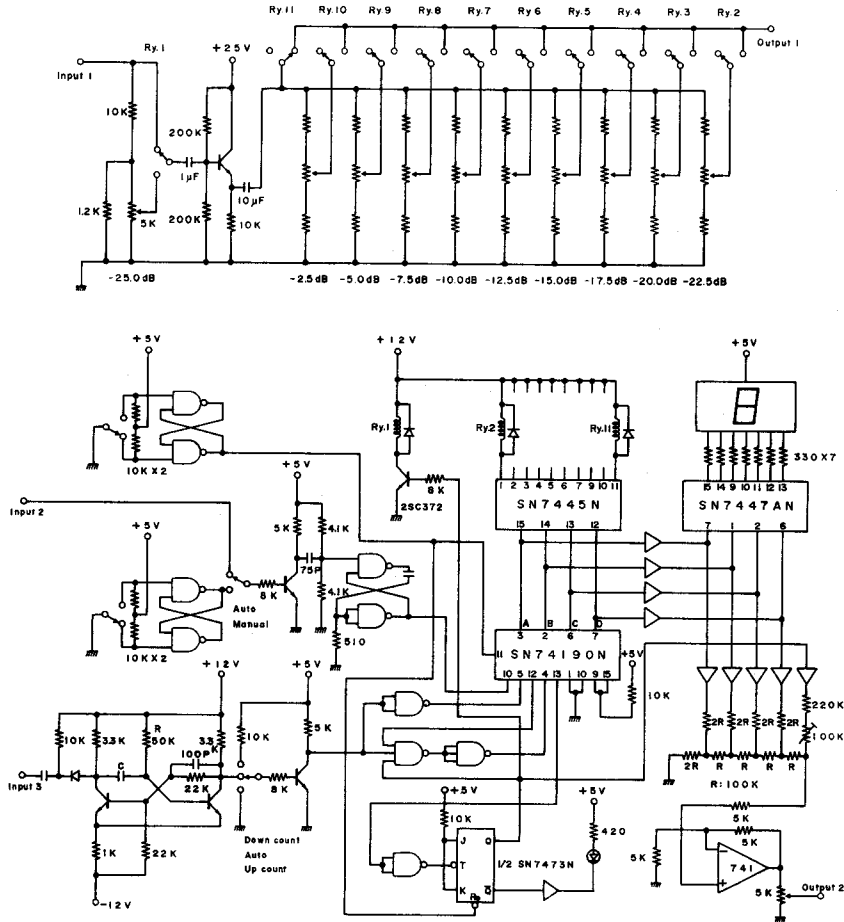 Ry.11 Ry.10 Ry.9 Ry.8 Ry.7 Ry.6 Ry.5 Ry.4 Ry.3 Ry.2
Ry.1
+25V
Output 1
Input 1
10K
200K
1μF
10μF
1.2K
5K
200K
10K
-25.0dB
-2.5dB -5.0dB -7.5dB -10.0dB -12.5dB -15.0dB -17.5dB -20.0dB -22.5dB
+5V
+12V
+5V
10K X 2
Ry.1
Ry.2
Ry.11
8K
2SC372
330 X 7
1 2 3 4 5 6 7 9 10 11
SN7445N
15 14 13 12
15 14 9 10 11 12 13
SN7447AN
7 1 2 6
Input 2
+5V
+5V
5K
4.1K
75P
8K
4.1K
Auto
Manual
510
10K X 2
A B C D
3 2 6 7
11 SN74190N
10 5 12 4 13 1 10 9 15
+5V
10K
220K
100K
2R 2R 2R 2R
2R R R R R
R: 100K
+12V
+5V
10K
3.3K
R
50K
3.3K
100P
10K
5K
C
22K
8K
Input 3
1K
22K
-12V
Down count
Auto
Up count
+5V
10K
J Q
T
K Q̅
R
1/2 SN7473N
+5V
420
5K
5K
5K
741
5K
Output 2